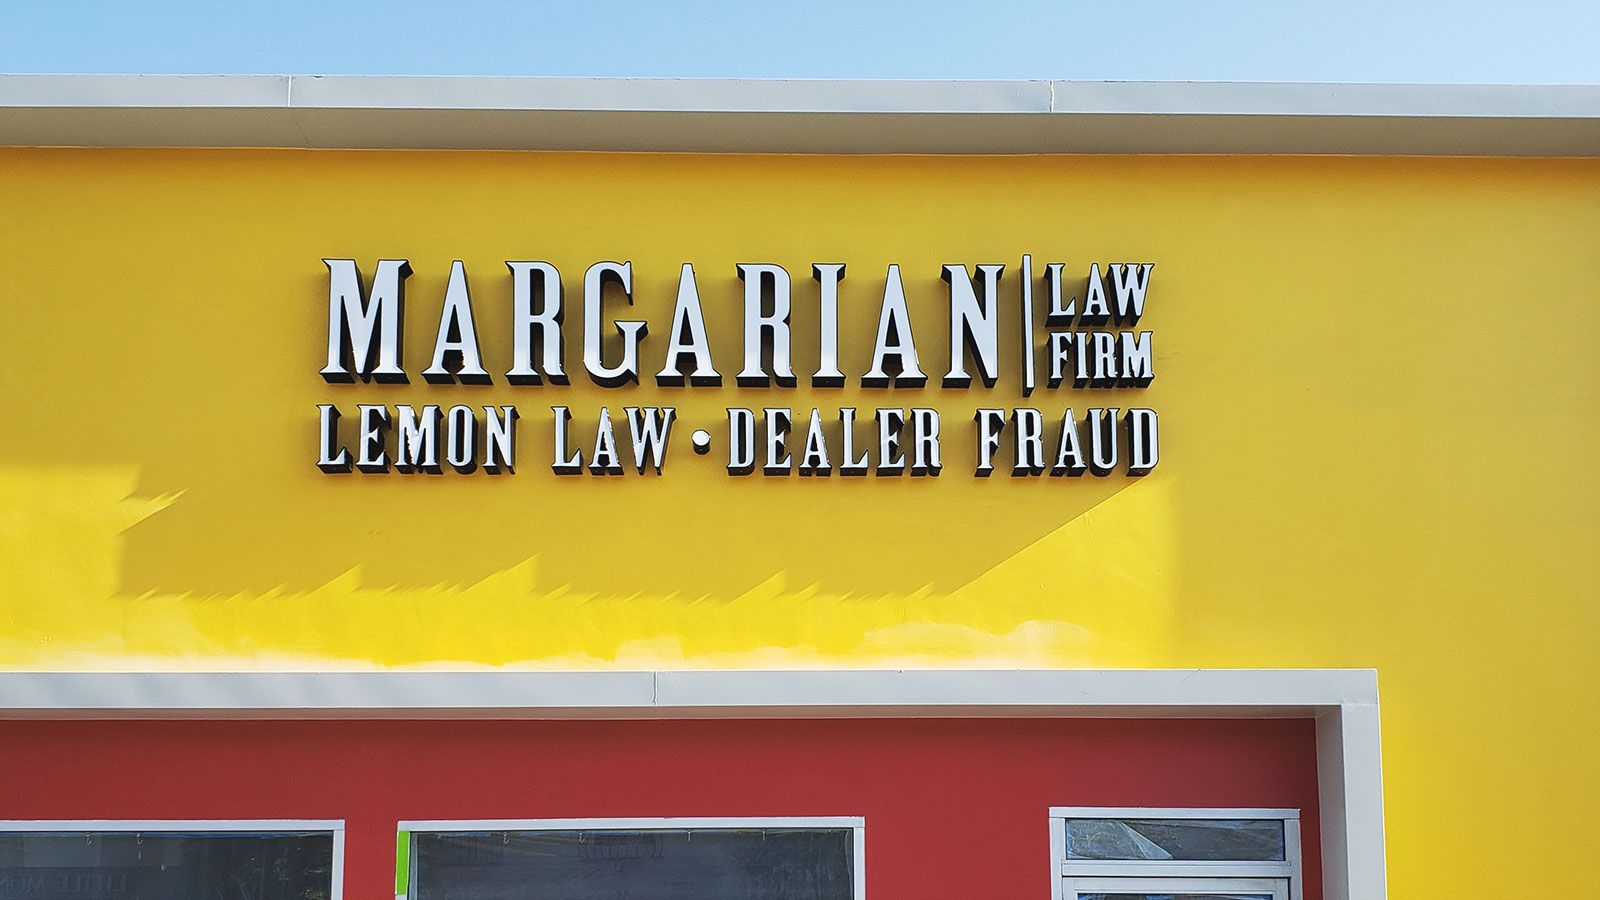 MARGARIAN
LAW
FIRM
LEMON LAW • DEALER FRAUD